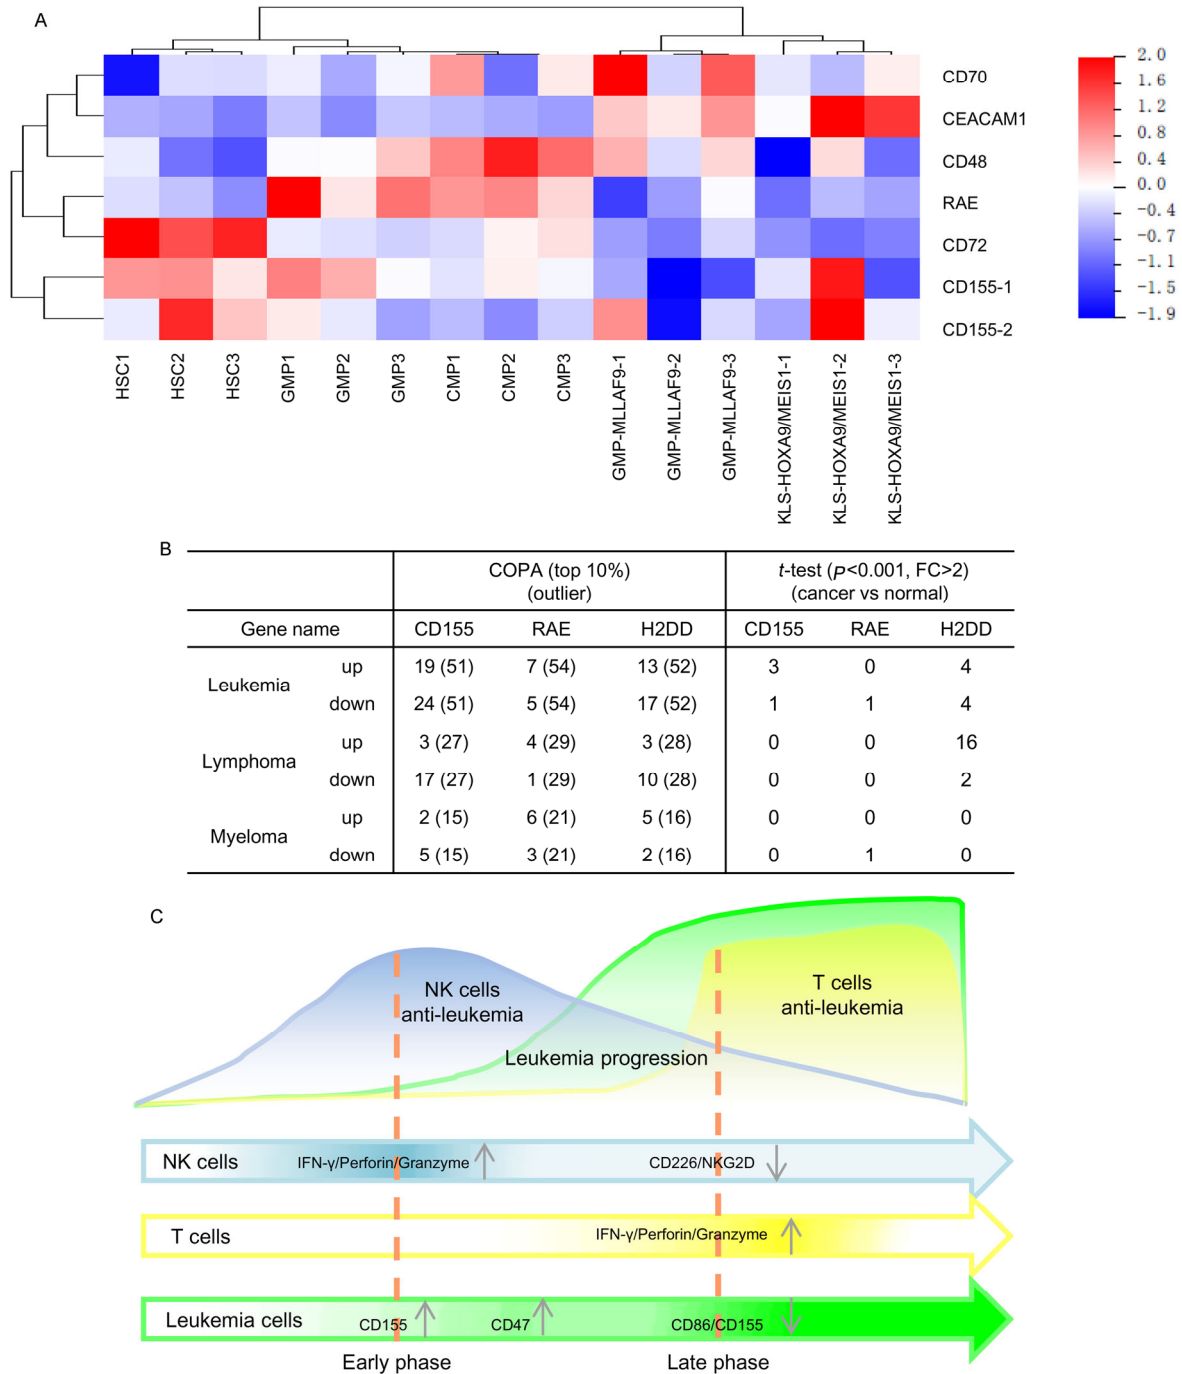 A
CD70
CEACAM1
CD48
RAE
CD72
CD155-1
CD155-2
2.0
1.6
1.2
0.8
0.4
0.0
-0.4
-0.7
-1.1
-1.5
-1.9
HSC1
HSC2
HSC3
GMP1
GMP2
GMP3
CMP1
CMP2
CMP3
GMP-MLLAF9-1
GMP-MLLAF9-2
GMP-MLLAF9-3
KLS-HOXA9/MEIS1-1
KLS-HOXA9/MEIS1-2
KLS-HOXA9/MEIS1-3
B
COPA (top 10%) t-test (P<0.001, FC>2)
(outlier) (cancer vs normal)
Gene name CD155 RAE H2DD CD155 RAE H2DD
Leukemia up 19 (51) 7 (54) 13 (52) 3 0 4
down 24 (51) 5 (54) 17 (52) 1 1 4
Lymphoma up 3 (27) 4 (29) 3 (28) 0 0 16
down 17 (27) 1 (29) 10 (28) 0 0 2
Myeloma up 2 (15) 6 (21) 5 (16) 0 0 0
down 5 (15) 3 (21) 2 (16) 0 1 0
C
NK cells
anti-leukemia
T cells
anti-leukemia
Leukemia progression
NK cells IFN-γ/Perforin/Granzyme CD226/NKG2D
T cells IFN-γ/Perforin/Granzyme
Leukemia cells CD155 CD47 CD86/CD155
Early phase Late phase